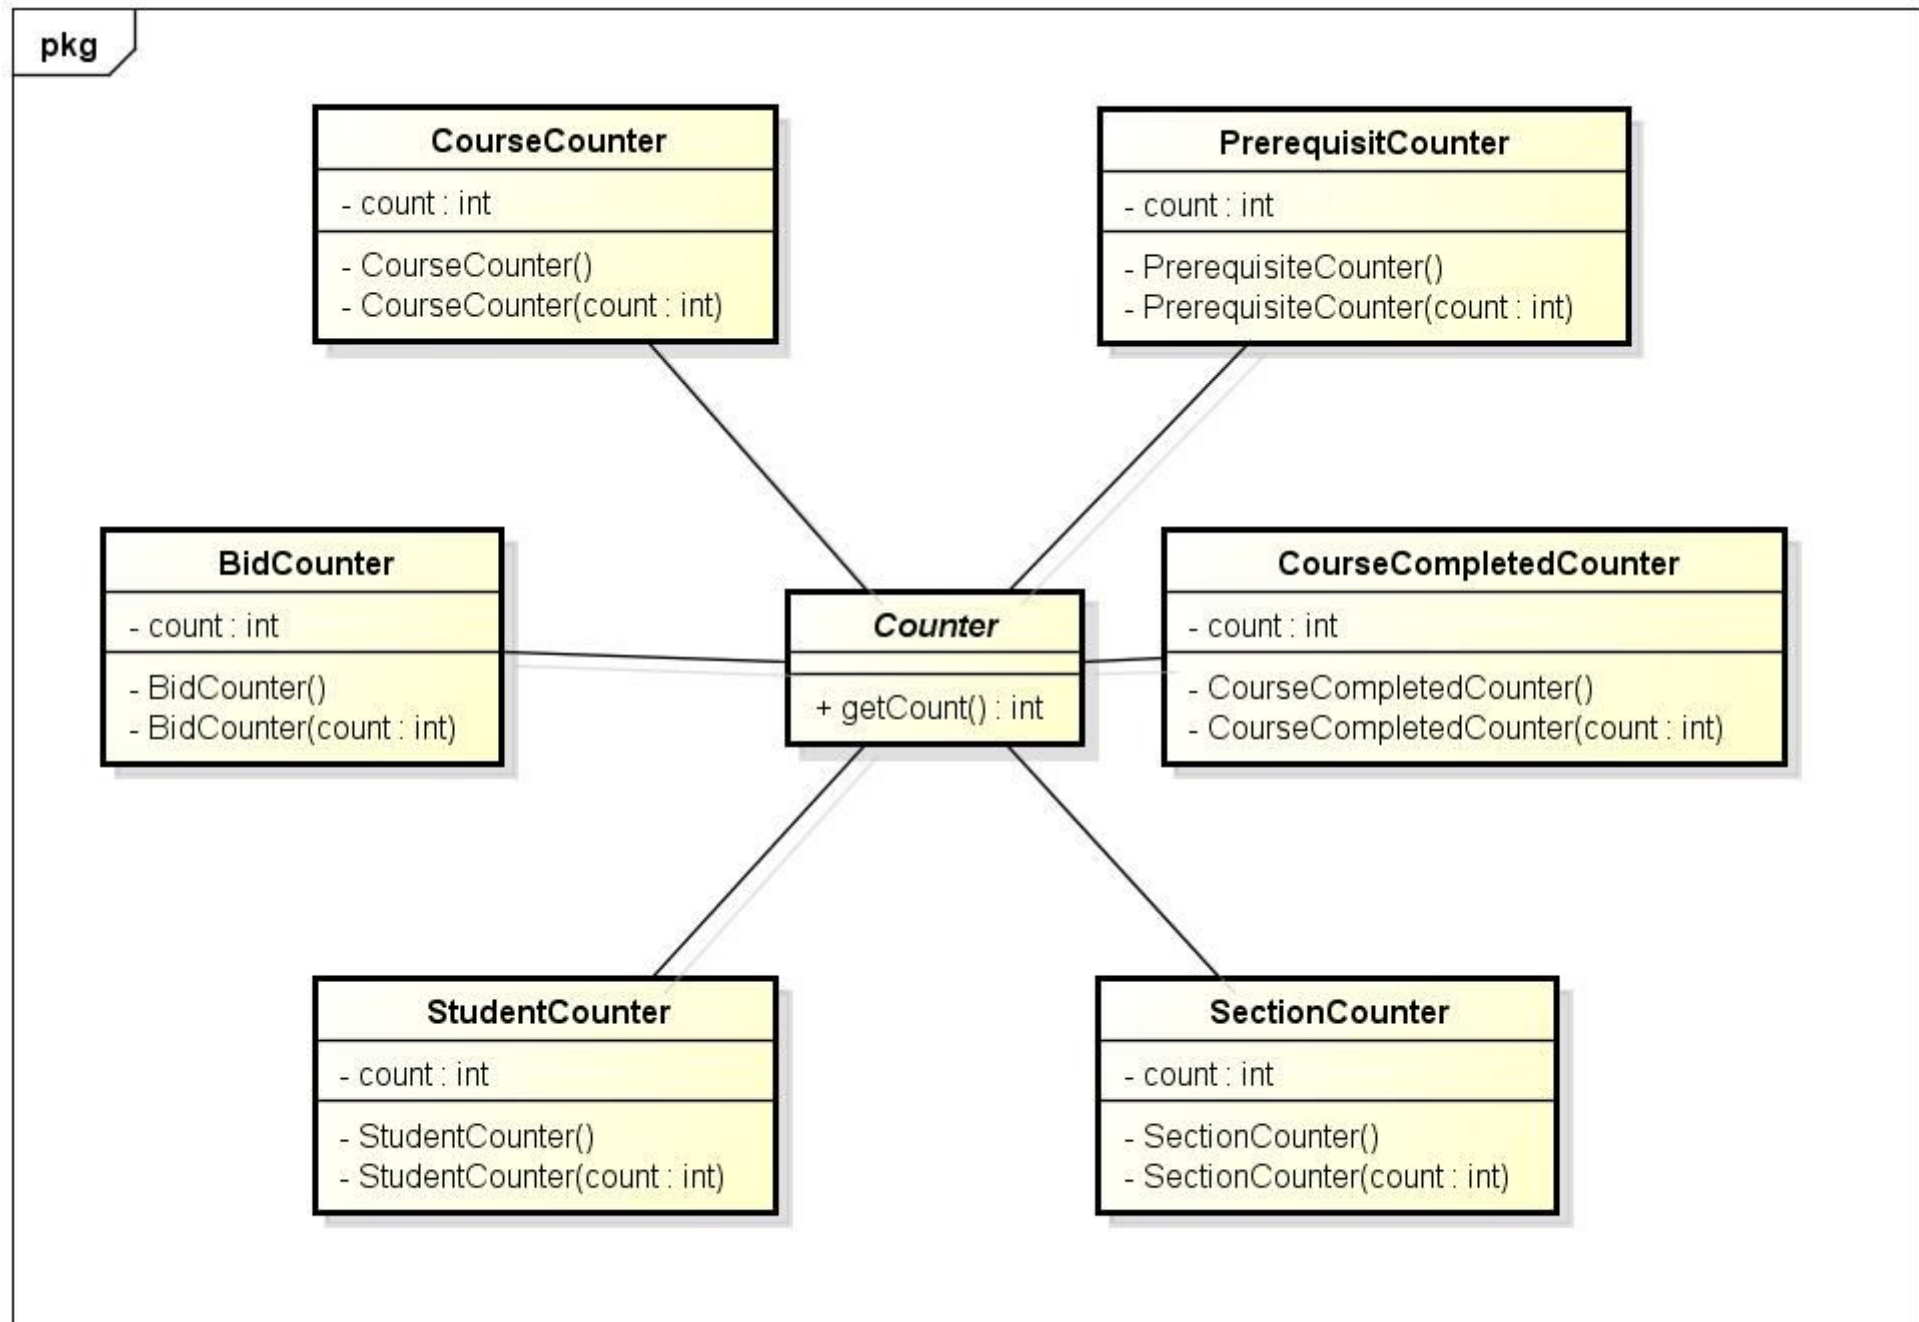 pkg
CourseCounter
- count : int
- CourseCounter()
- CourseCounter(count : int)
PrerequisitCounter
- count : int
- PrerequisiteCounter()
- PrerequisiteCounter(count : int)
BidCounter
- count : int
- BidCounter()
- BidCounter(count : int)
Counter
+ getCount() : int
CourseCompletedCounter
- count : int
- CourseCompletedCounter()
- CourseCompletedCounter(count : int)
StudentCounter
- count : int
- StudentCounter()
- StudentCounter(count : int)
SectionCounter
- count : int
- SectionCounter()
- SectionCounter(count : int)